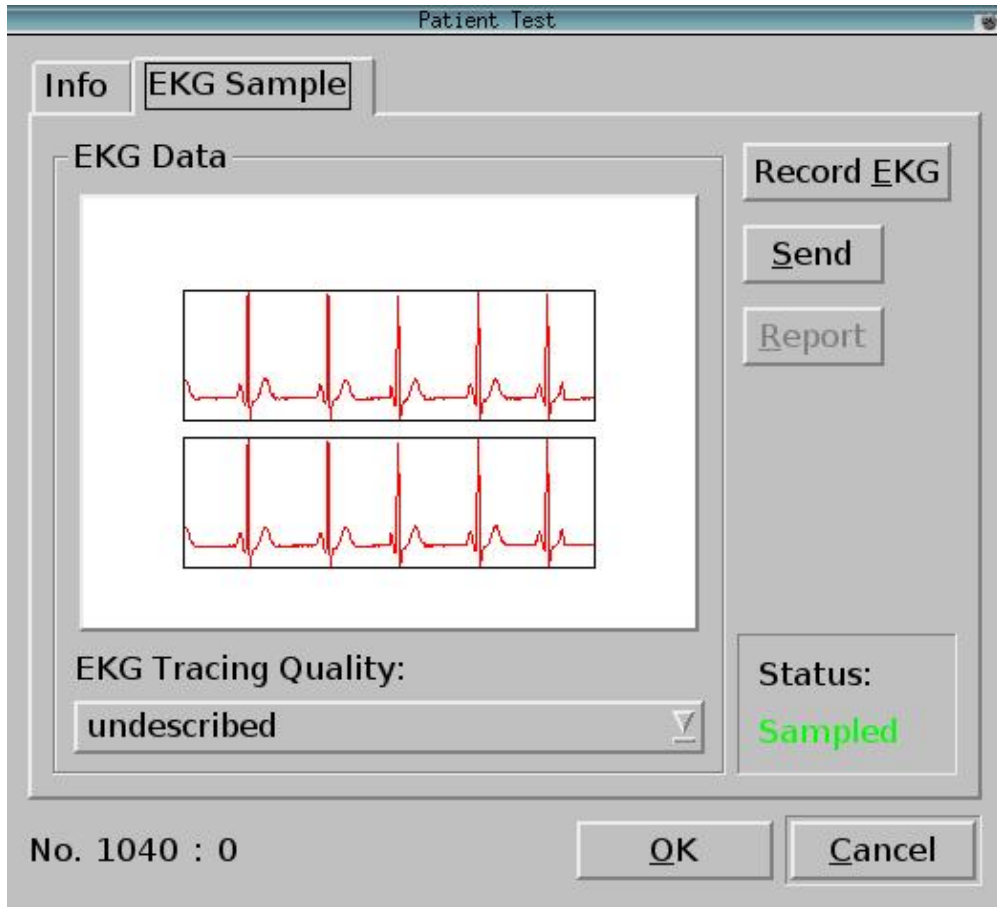 Patient Test
Info
EKG Sample
EKG Data
Record EKG
Send
Report
EKG Tracing Quality:
undescribed
Status:
Sampled
No. 1040 : 0
OK
Cancel